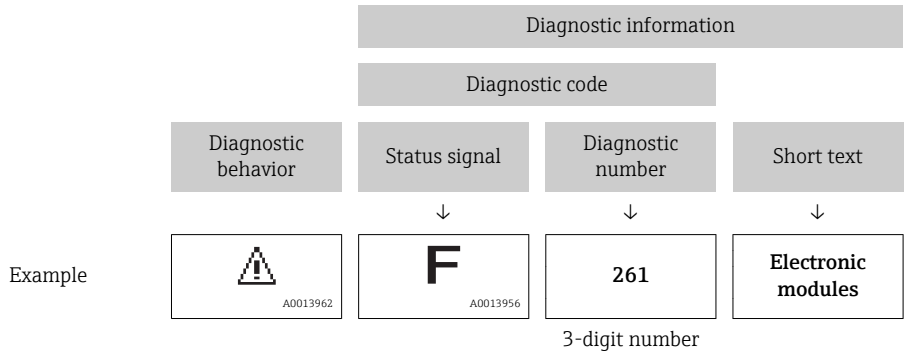 Diagnostic information
Diagnostic code
Diagnostic
behavior
Status signal
Diagnostic
number
Short text
↓
↓
↓
Example
A0013962
F
A0013956
261
Electronic
modules
3-digit number